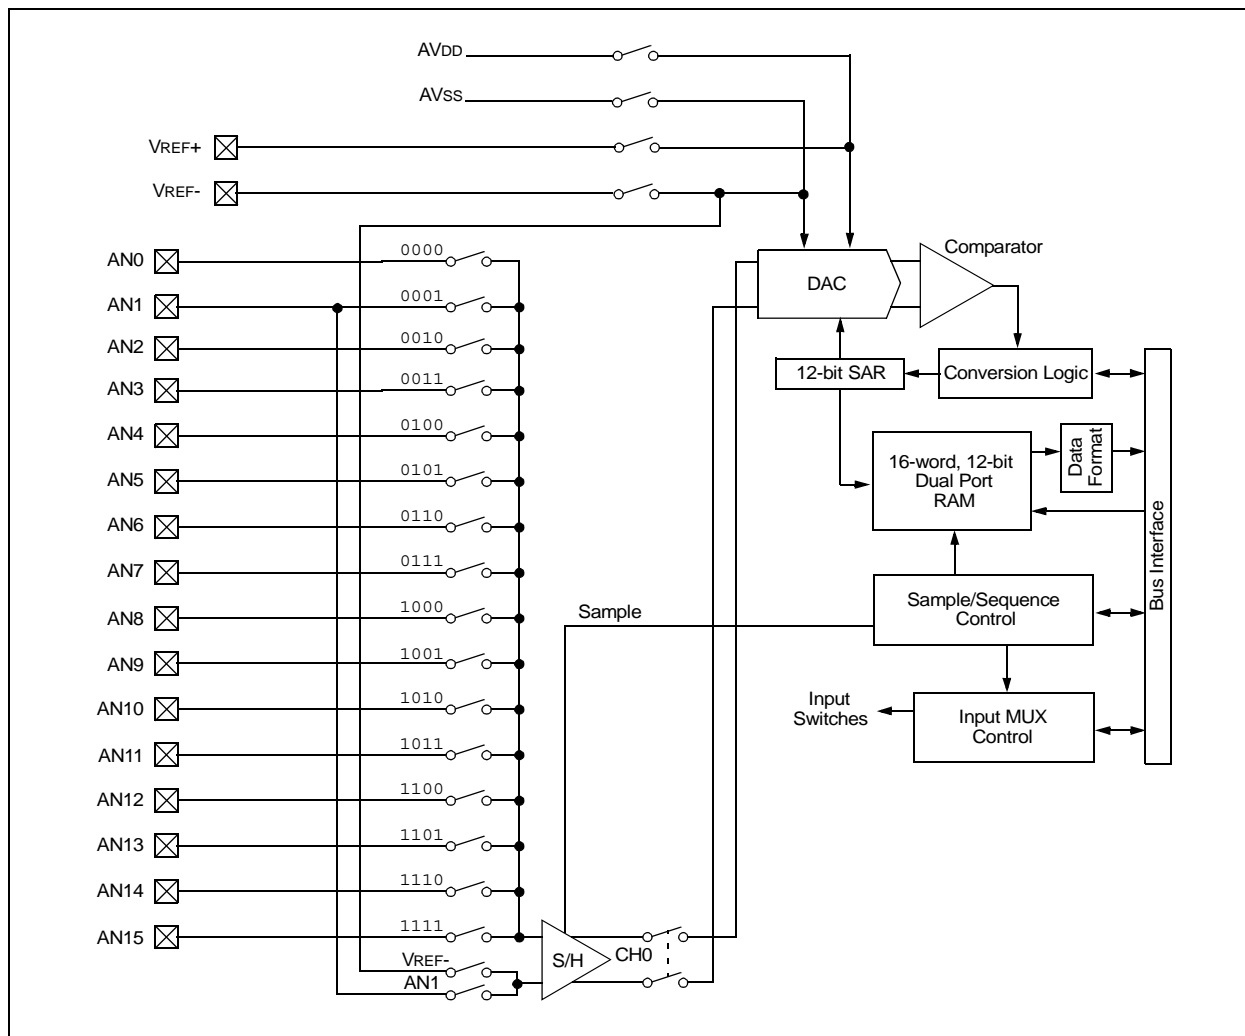 AVDD
AVSS
VREF+
VREF-
AN0
0000
AN1
0001
AN2
0010
AN3
0011
AN4
0100
AN5
0101
AN6
0110
AN7
0111
AN8
1000
AN9
1001
AN10
1010
AN11
1011
AN12
1100
AN13
1101
AN14
1110
AN15
1111
VREF-
AN1
S/H
CH0
Sample
DAC
Comparator
12-bit SAR
Conversion Logic
16-word, 12-bit
Dual Port
RAM
Data
Format
Bus Interface
Sample/Sequence
Control
Input
Switches
Input MUX
Control